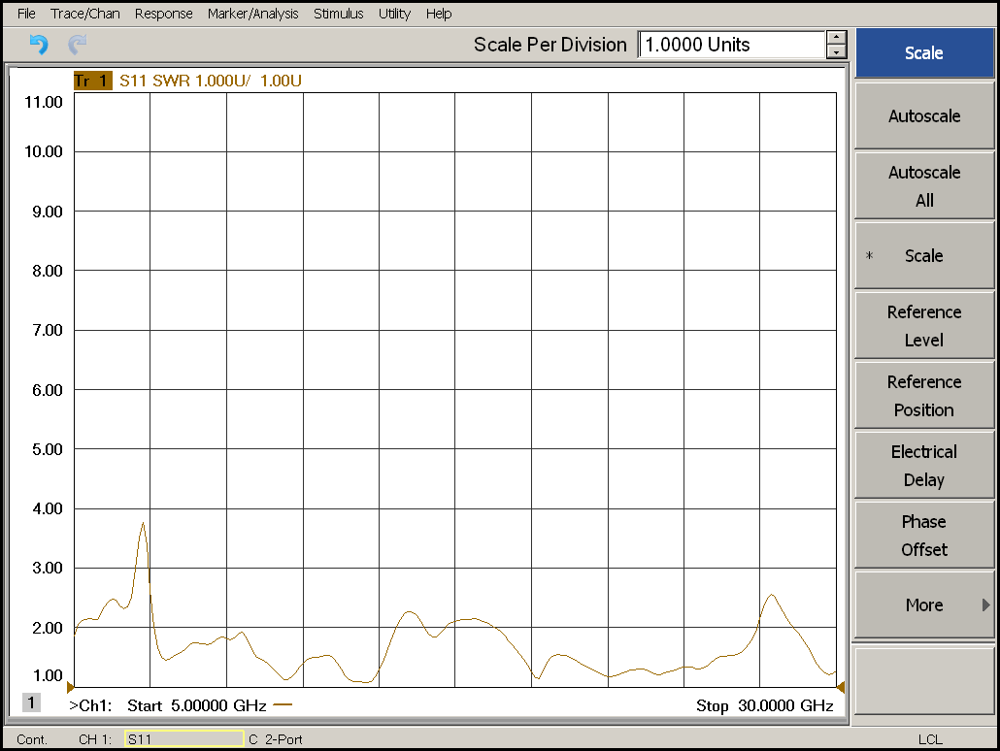 File Trace/Chan Response Marker/Analysis Stimulus Utility Help
Scale Per Division 1.0000 Units
Tr 1 S11 SWR 1.000U/ 1.00U
11.00
10.00
9.00
8.00
7.00
6.00
5.00
4.00
3.00
2.00
1.00
1 >Ch1: Start 5.00000 GHz Stop 30.0000 GHz
Scale
Autoscale
Autoscale
All
* Scale
Reference
Level
Reference
Position
Electrical
Delay
Phase
Offset
More
Cont. CH 1: S11 C 2-Port LCL